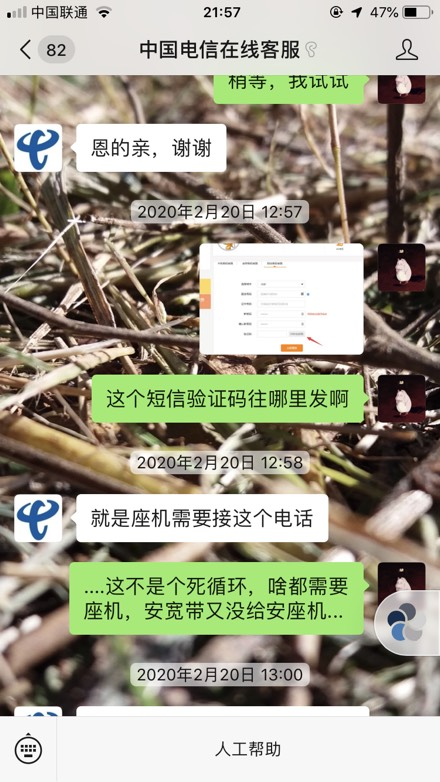 中国联通 21:57 47%
82 中国电信在线客服
稍等，我试试
恩的亲，谢谢
2020年2月20日 12:57
这个短信验证码往哪里发啊
2020年2月20日 12:58
就是座机需要接这个电话
....这不是个死循环，啥都需要
座机，安宽带又没给安座机...
2020年2月20日 13:00
人工帮助